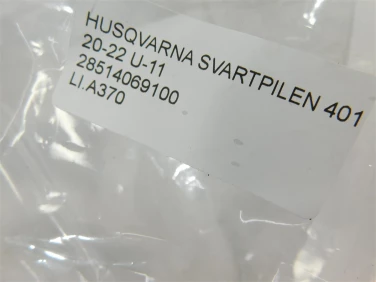 HUSQVARNA SVARTPILEN 401
20-22 U-11
28514069100
LI.A370